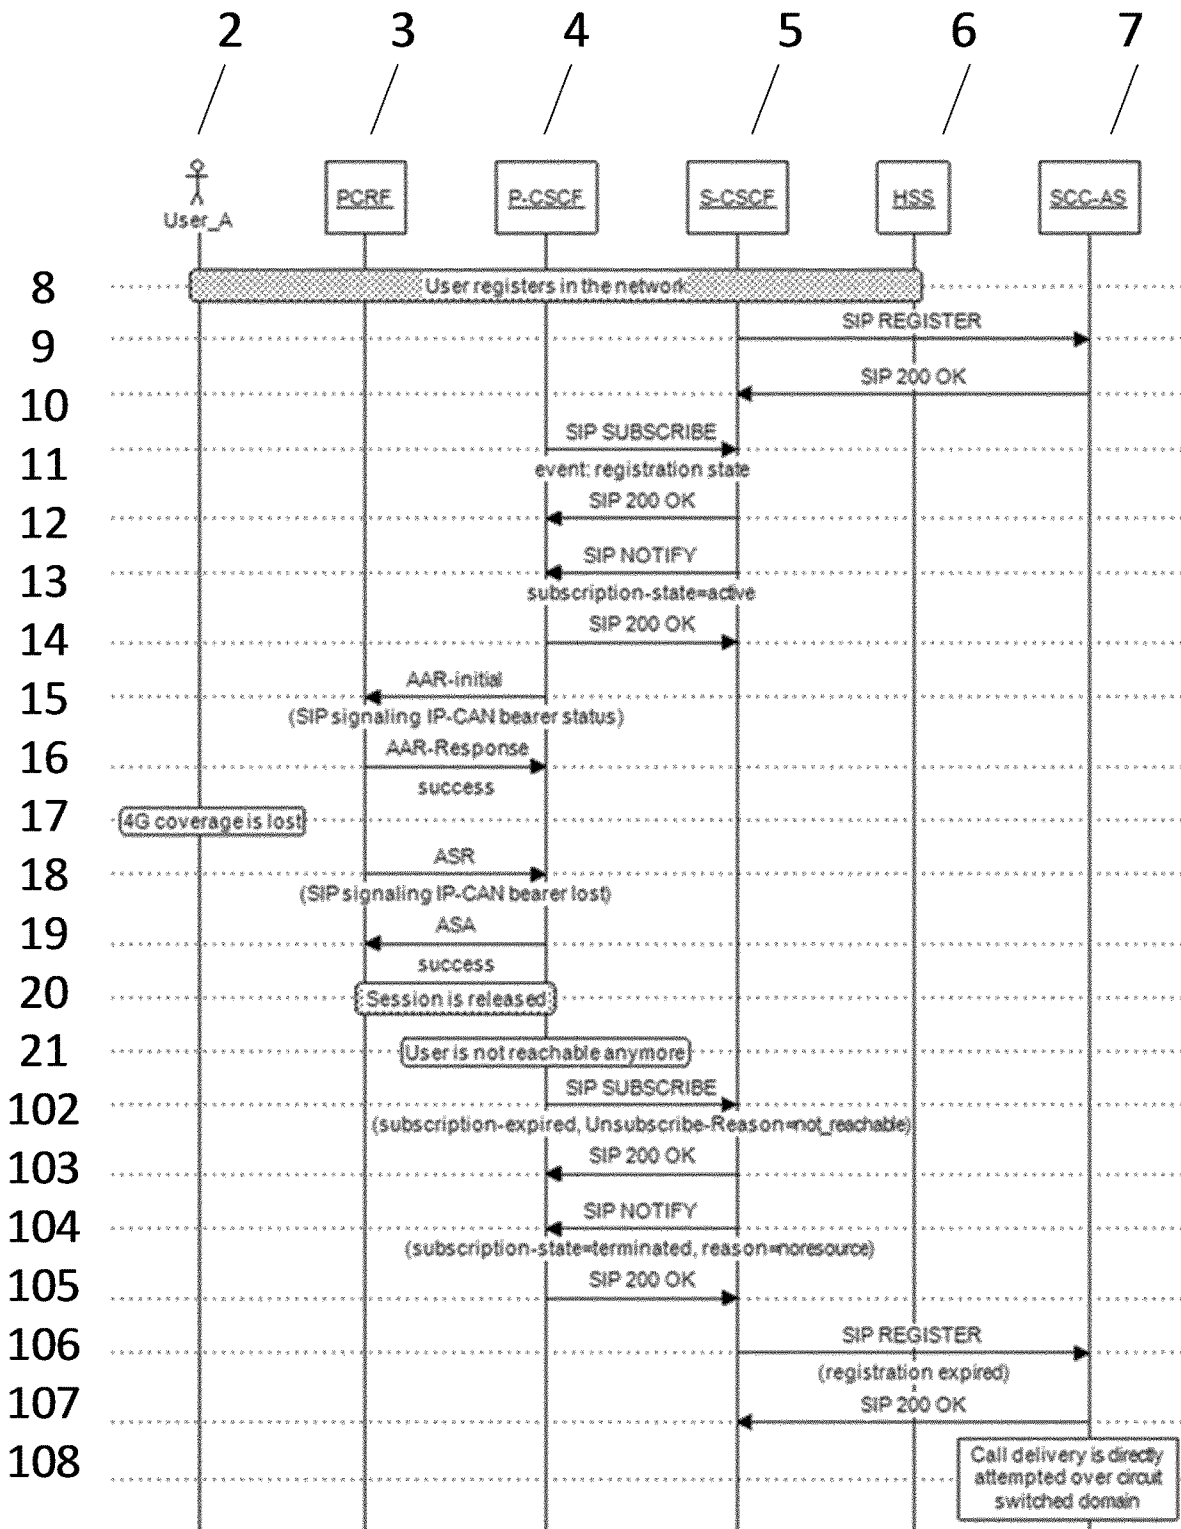 2 3 4 5 6 7
User_A PCRF P-CSCF S-CSCF HSS SCC-AS
8 User registers in the network
9 SIP REGISTER
10 SIP 200 OK
11 SIP SUBSCRIBE
event: registration state
12 SIP 200 OK
13 SIP NOTIFY
subscription-state=active
14 SIP 200 OK
15 AAR-initial
(SIP signaling IP-CAN bearer status)
16 AAR-Response
success
17 4G coverage is lost
18 ASR
(SIP signaling IP-CAN bearer lost)
19 ASA
success
20 Session is released
21 User is not reachable anymore
102 SIP SUBSCRIBE
(subscription-expired, Unsubscribe-Reason=not_reachable)
103 SIP 200 OK
104 SIP NOTIFY
(subscription-state=terminated, reason=noresource)
105 SIP 200 OK
106 SIP REGISTER
(registration expired)
107 SIP 200 OK
108 Call delivery is directly
attempted over circuit
switched domain